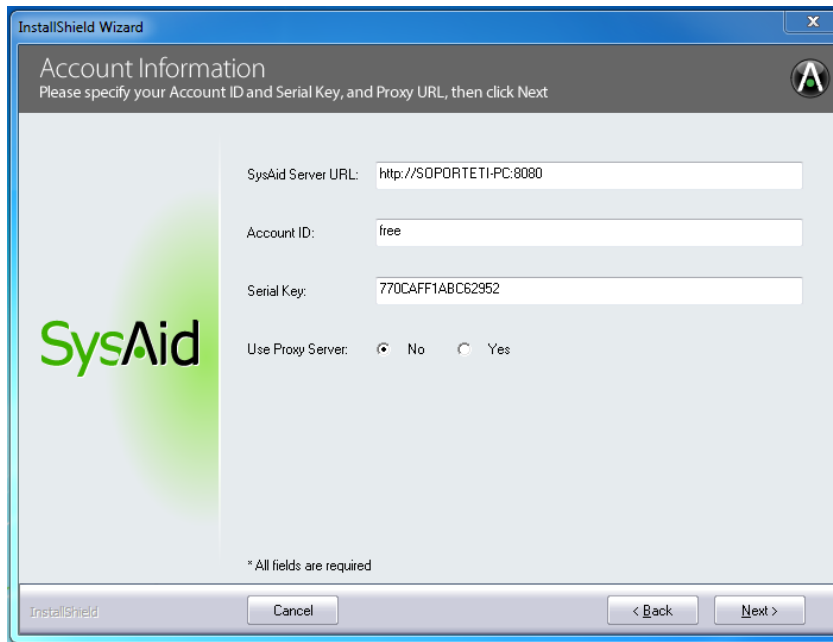 InstallShield Wizard
X
Account Information
Please specify your Account ID and Serial Key, and Proxy URL, then click Next
SysAid Server URL: http://SOPORTETI-PC:8080
Account ID: free
Serial Key: 770CAFF1ABC62952
SysAid
Use Proxy Server: No Yes
* All fields are required
InstallShield
Cancel
< Back
Next >